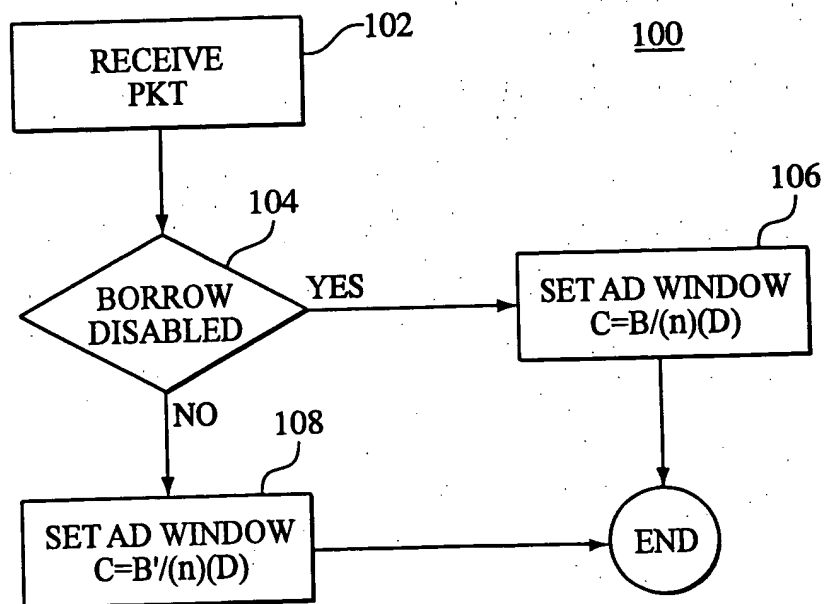 102
100
RECEIVE
PKT
104
106
BORROW
DISABLED
YES
SET AD WINDOW
C=B/(n)(D)
NO
108
SET AD WINDOW
C=B'/(n)(D)
END